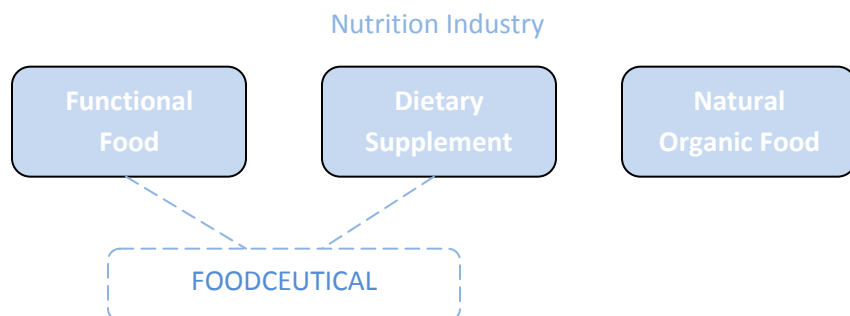 Nutrition Industry
Functional
Food
Dietary
Supplement
Natural
Organic Food
FOODCEUTICAL